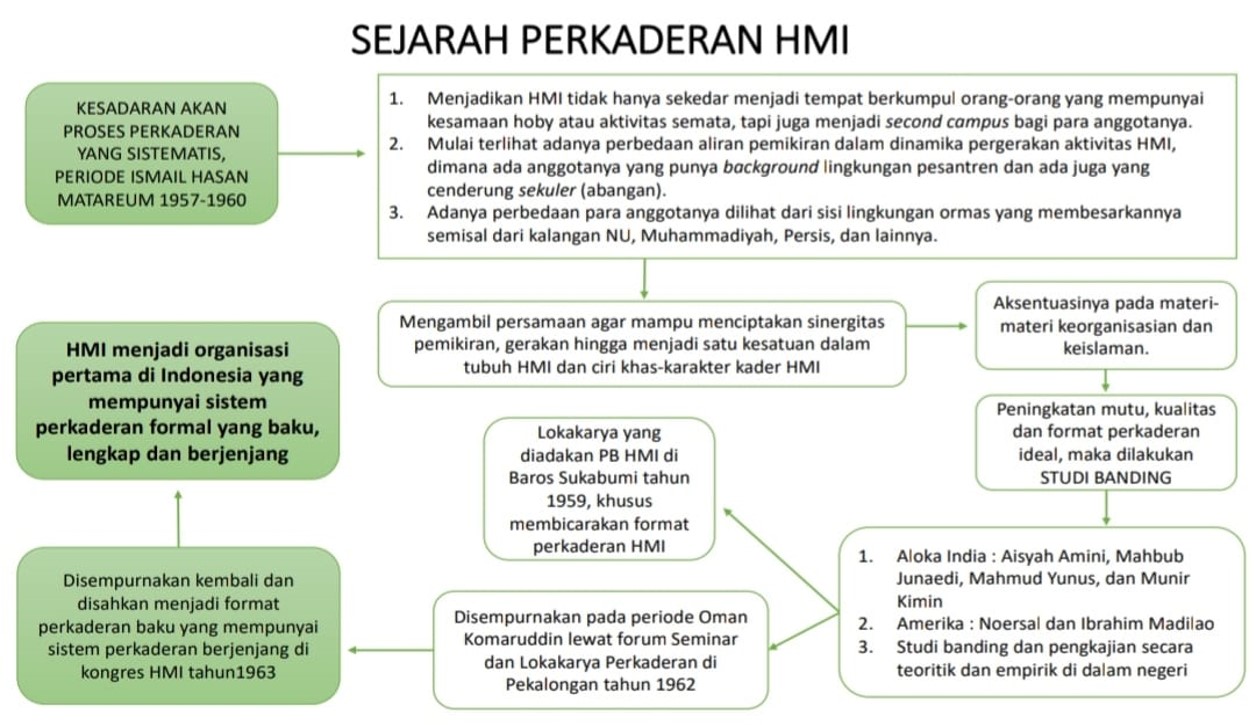 SEJARAH PERKADERAN HMI
KESADARAN AKAN
PROSES PERKADERAN
YANG SISTEMATIS,
PERIODE ISMAIL HASAN
MATAREUM 1957-1960
1. Menjadikan HMI tidak hanya sekedar menjadi tempat berkumpul orang-orang yang mempunyai
kesamaan hoby atau aktivitas semata, tapi juga menjadi second campus bagi para anggotanya.
2. Mulai terlihat adanya perbedaan aliran pemikiran dalam dinamika pergerakan aktivitas HMI,
dimana ada anggotanya yang punya background lingkungan pesantren dan ada juga yang
cenderung sekuler (abangan).
3. Adanya perbedaan para anggotanya dilihat dari sisi lingkungan ormas yang membesarkannya
semisal dari kalangan NU, Muhammadiyah, Persis, dan lainnya.
Mengambil persamaan agar mampu menciptakan sinergitas
pemikiran, gerakan hingga menjadi satu kesatuan dalam
tubuh HMI dan ciri khas-karakter kader HMI
Aksentuasinya pada materi-
materi keorganisasian dan
keislaman.
Peningkatan mutu, kualitas
dan format perkaderan
ideal, maka dilakukan
STUDI BANDING
1. Aloka India : Aisyah Amini, Mahbub
Junaedi, Mahmud Yunus, dan Munir
Kimin
2. Amerika : Noersal dan Ibrahim Madilao
3. Studi banding dan pengkajian secara
teoritik dan empirik di dalam negeri
Lokakarya yang
diadakan PB HMI di
Baros Sukabumi tahun
1959, khusus
membicarakan format
perkaderan HMI
Disempurnakan pada periode Oman
Komaruddin lewat forum Seminar
dan Lokakarya Perkaderan di
Pekalongan tahun 1962
Disempurnakan kembali dan
disahkan menjadi format
perkaderan baku yang mempunyai
sistem perkaderan berjenjang di
kongres HMI tahun1963
HMI menjadi organisasi
pertama di Indonesia yang
mempunyai sistem
perkaderan formal yang baku,
lengkap dan berjenjang